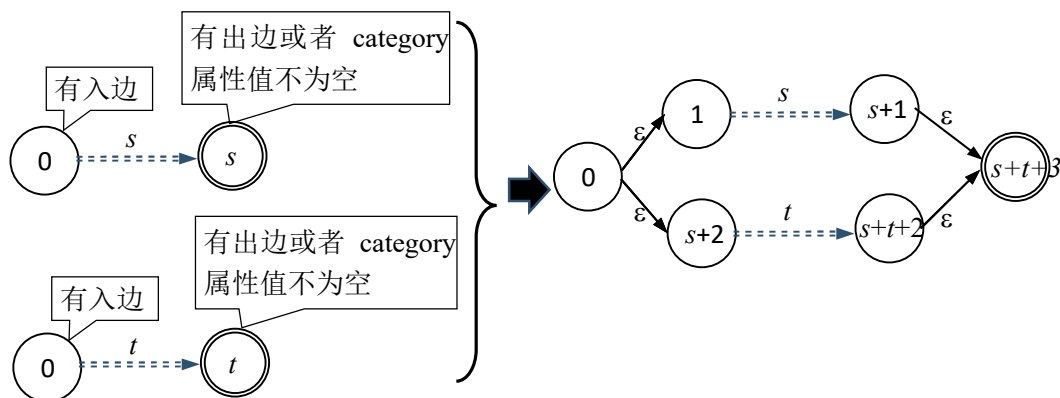 有出边或者 category
属性值不为空
有入边
0
s
s
有出边或者 category
属性值不为空
有入边
0
t
t
0
ε
1
s
s+1
ε
ε
s+2
t
s+t+2
ε
s+t+3